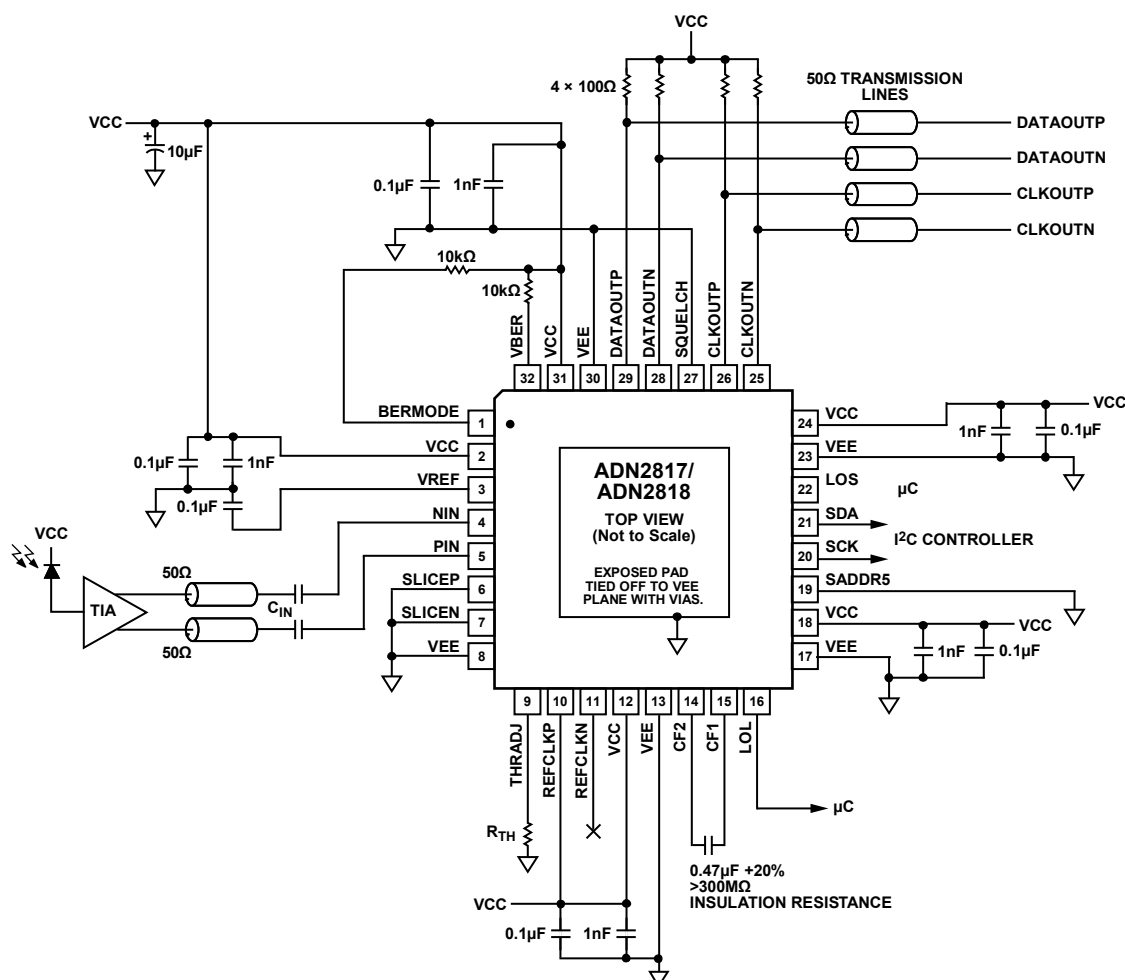 VCC
4 × 100Ω
50Ω TRANSMISSION
LINES
VCC
10µF
+
0.1µF
1nF
DATAOUTP
DATAOUTN
CLKOUTP
CLKOUTN
10kΩ
10kΩ
VBER
VCC
VEE
DATAOUTP
DATAOUTN
SQUELCH
CLKOUTP
CLKOUTN
32
31
30
29
28
27
26
25
BERMODE
1
VCC
2
VREF
3
NIN
4
PIN
5
SLICEP
6
SLICEN
7
VEE
8
0.1µF
1nF
0.1µF
VCC
TIA
50Ω
50Ω
CIN
ADN2817/
ADN2818
TOP VIEW
(Not to Scale)
EXPOSED PAD
TIED OFF TO VEE
PLANE WITH VIAS.
24
VCC
23
VEE
22
LOS
21
SDA
20
SCK
19
SADDR5
18
VCC
17
VEE
VCC
1nF
0.1µF
µC
I2C CONTROLLER
VCC
1nF
0.1µF
9
10
11
12
13
14
15
16
THRADJ
REFCLKP
REFCLKN
VCC
VEE
CF2
CF1
LOL
µC
RTH
0.47µF +20%
>300MΩ
INSULATION RESISTANCE
VCC
0.1µF
1nF